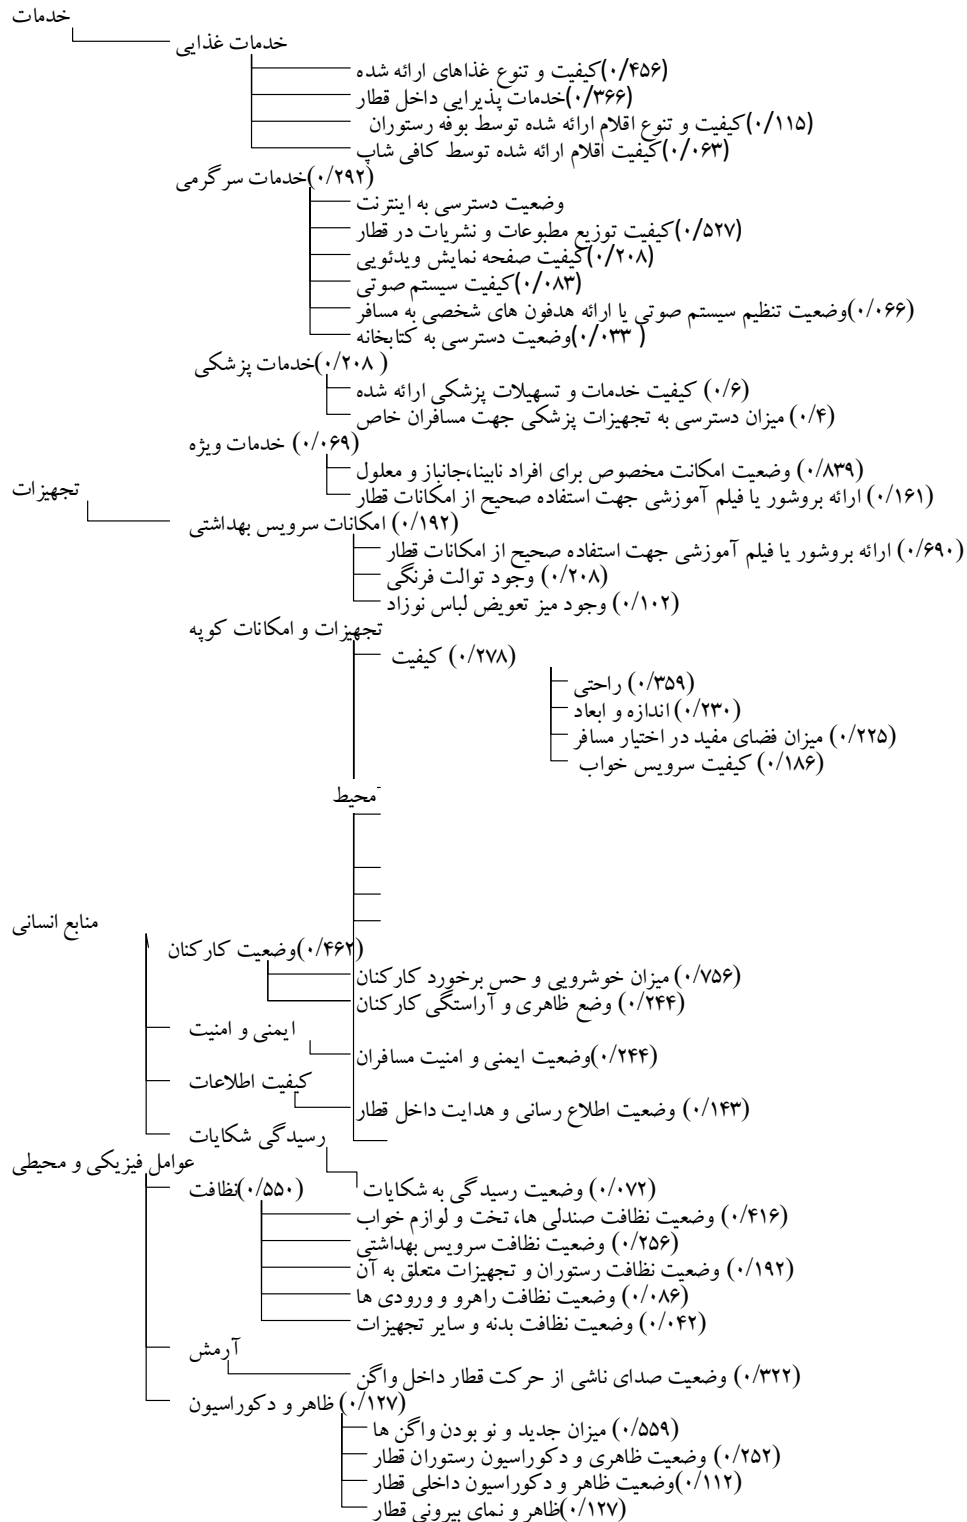 خدمات
خدمات غذایی
(۰/۴۵۶)کیفیت و تنوع غذاهای ارائه شده
(۰/۳۶۶)خدمات پذیرایی داخل قطار
(۰/۱۱۵)کیفیت و تنوع اقلام ارائه شده توسط بوفه رستوران
(۰/۰۶۳)کیفیت اقلام ارائه شده توسط کافی شاپ
(۰/۲۹۲)خدمات سرگرمی
وضعیت دسترسی به اینترنت
(۰/۵۲۷)کیفیت توزیع مطبوعات و نشریات در قطار
(۰/۲۰۸)کیفیت صفحه نمایش ویدئویی
(۰/۰۸۳)کیفیت سیستم صوتی
(۰/۰۶۶)وضعیت تنظیم سیستم صوتی یا ارائه هدفون های شخصی به مسافر
(۰/۰۳۳ )وضعیت دسترسی به کتابخانه
(۰/۲۰۸ )خدمات پزشکی
(۰/۶) کیفیت خدمات و تسهیلات پزشکی ارائه شده
(۰/۴) میزان دسترسی به تجهیزات پزشکی جهت مسافران خاص
(۰/۰۶۹) خدمات ویژه
(۰/۸۳۹) وضعیت امکانت مخصوص برای افراد نابینا،جانباز و معلول
تجهیزات
(۰/۱۶۱) ارائه بروشور یا فیلم آموزشی جهت استفاده صحیح از امکانات قطار
(۰/۱۹۲) امکانات سرویس بهداشتی
(۰/۶۹۰) ارائه بروشور یا فیلم آموزشی جهت استفاده صحیح از امکانات قطار
(۰/۲۰۸) وجود توالت فرنگی
(۰/۱۰۲) وجود میز تعویض لباس نوزاد
تجهیزات و امکانات کوپه
(۰/۲۷۸) کیفیت
(۰/۳۵۹) راحتی
(۰/۲۳۰) اندازه و ابعاد
(۰/۲۲۵) میزان فضای مفید در اختیار مسافر
(۰/۱۸۶) کیفیت سرویس خواب
محیط
منابع انسانی
(۰/۴۶۲)وضعیت کارکنان
(۰/۷۵۶) میزان خوشرویی و حس برخورد کارکنان
(۰/۲۴۴) وضع ظاهری و آراستگی کارکنان
ایمنی و امنیت
(۰/۲۴۴)وضعیت ایمنی و امنیت مسافران
کیفیت اطلاعات
(۰/۱۴۳) وضعیت اطلاع رسانی و هدایت داخل قطار
رسیدگی شکایات
عوامل فیزیکی و محیطی
(۰/۰۷۲) وضعیت رسیدگی به شکایات
(۰/۵۵۰)نظافت
(۰/۴۱۶) وضعیت نظافت صندلی ها، تخت و لوازم خواب
(۰/۲۵۶) وضعیت نظافت سرویس بهداشتی
(۰/۱۹۲) وضعیت نظافت رستوران و تجهیزات متعلق به آن
(۰/۰۸۶) وضعیت نظافت راهرو و ورودی ها
(۰/۰۴۲) وضعیت نظافت بدنه و سایر تجهیزات
آرمش
(۰/۳۲۲) وضعیت صدای ناشی از حرکت قطار داخل واگن
(۰/۱۲۷) ظاهر و دکوراسیون
(۰/۵۵۹) میزان جدید و نو بودن واگن ها
(۰/۲۵۲) وضعیت ظاهری و دکوراسیون رستوران قطار
(۰/۱۱۲)وضعیت ظاهر و دکوراسیون داخلی قطار
(۰/۱۲۷)ظاهر و نمای بیرونی قطار